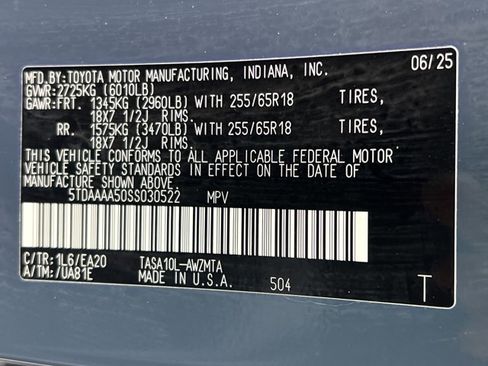 MFD.BY:TOYOTA MOTOR MANUFACTURING, INDIANA, INC. 06/25
GVWR:2725KG (6010LB)
GAWR:FRT. 1345KG (2960LB) WITH 255/65R18 TIRES,
18X7 1/2J RIMS.
RR. 1575KG (3470LB) WITH 255/65R18 TIRES,
18X7 1/2J RIMS.
THIS VEHICLE CONFORMS TO ALL APPLICABLE FEDERAL MOTOR
VEHICLE SAFETY STANDARDS IN EFFECT ON THE DATE OF
MANUFACTURE SHOWN ABOVE.
5TDAAAA50SS030522 MPV
C/TR:1L6/EA20 TASA10L-AWZMTA
A/TM:/UA81E MADE IN U.S.A. 504 T